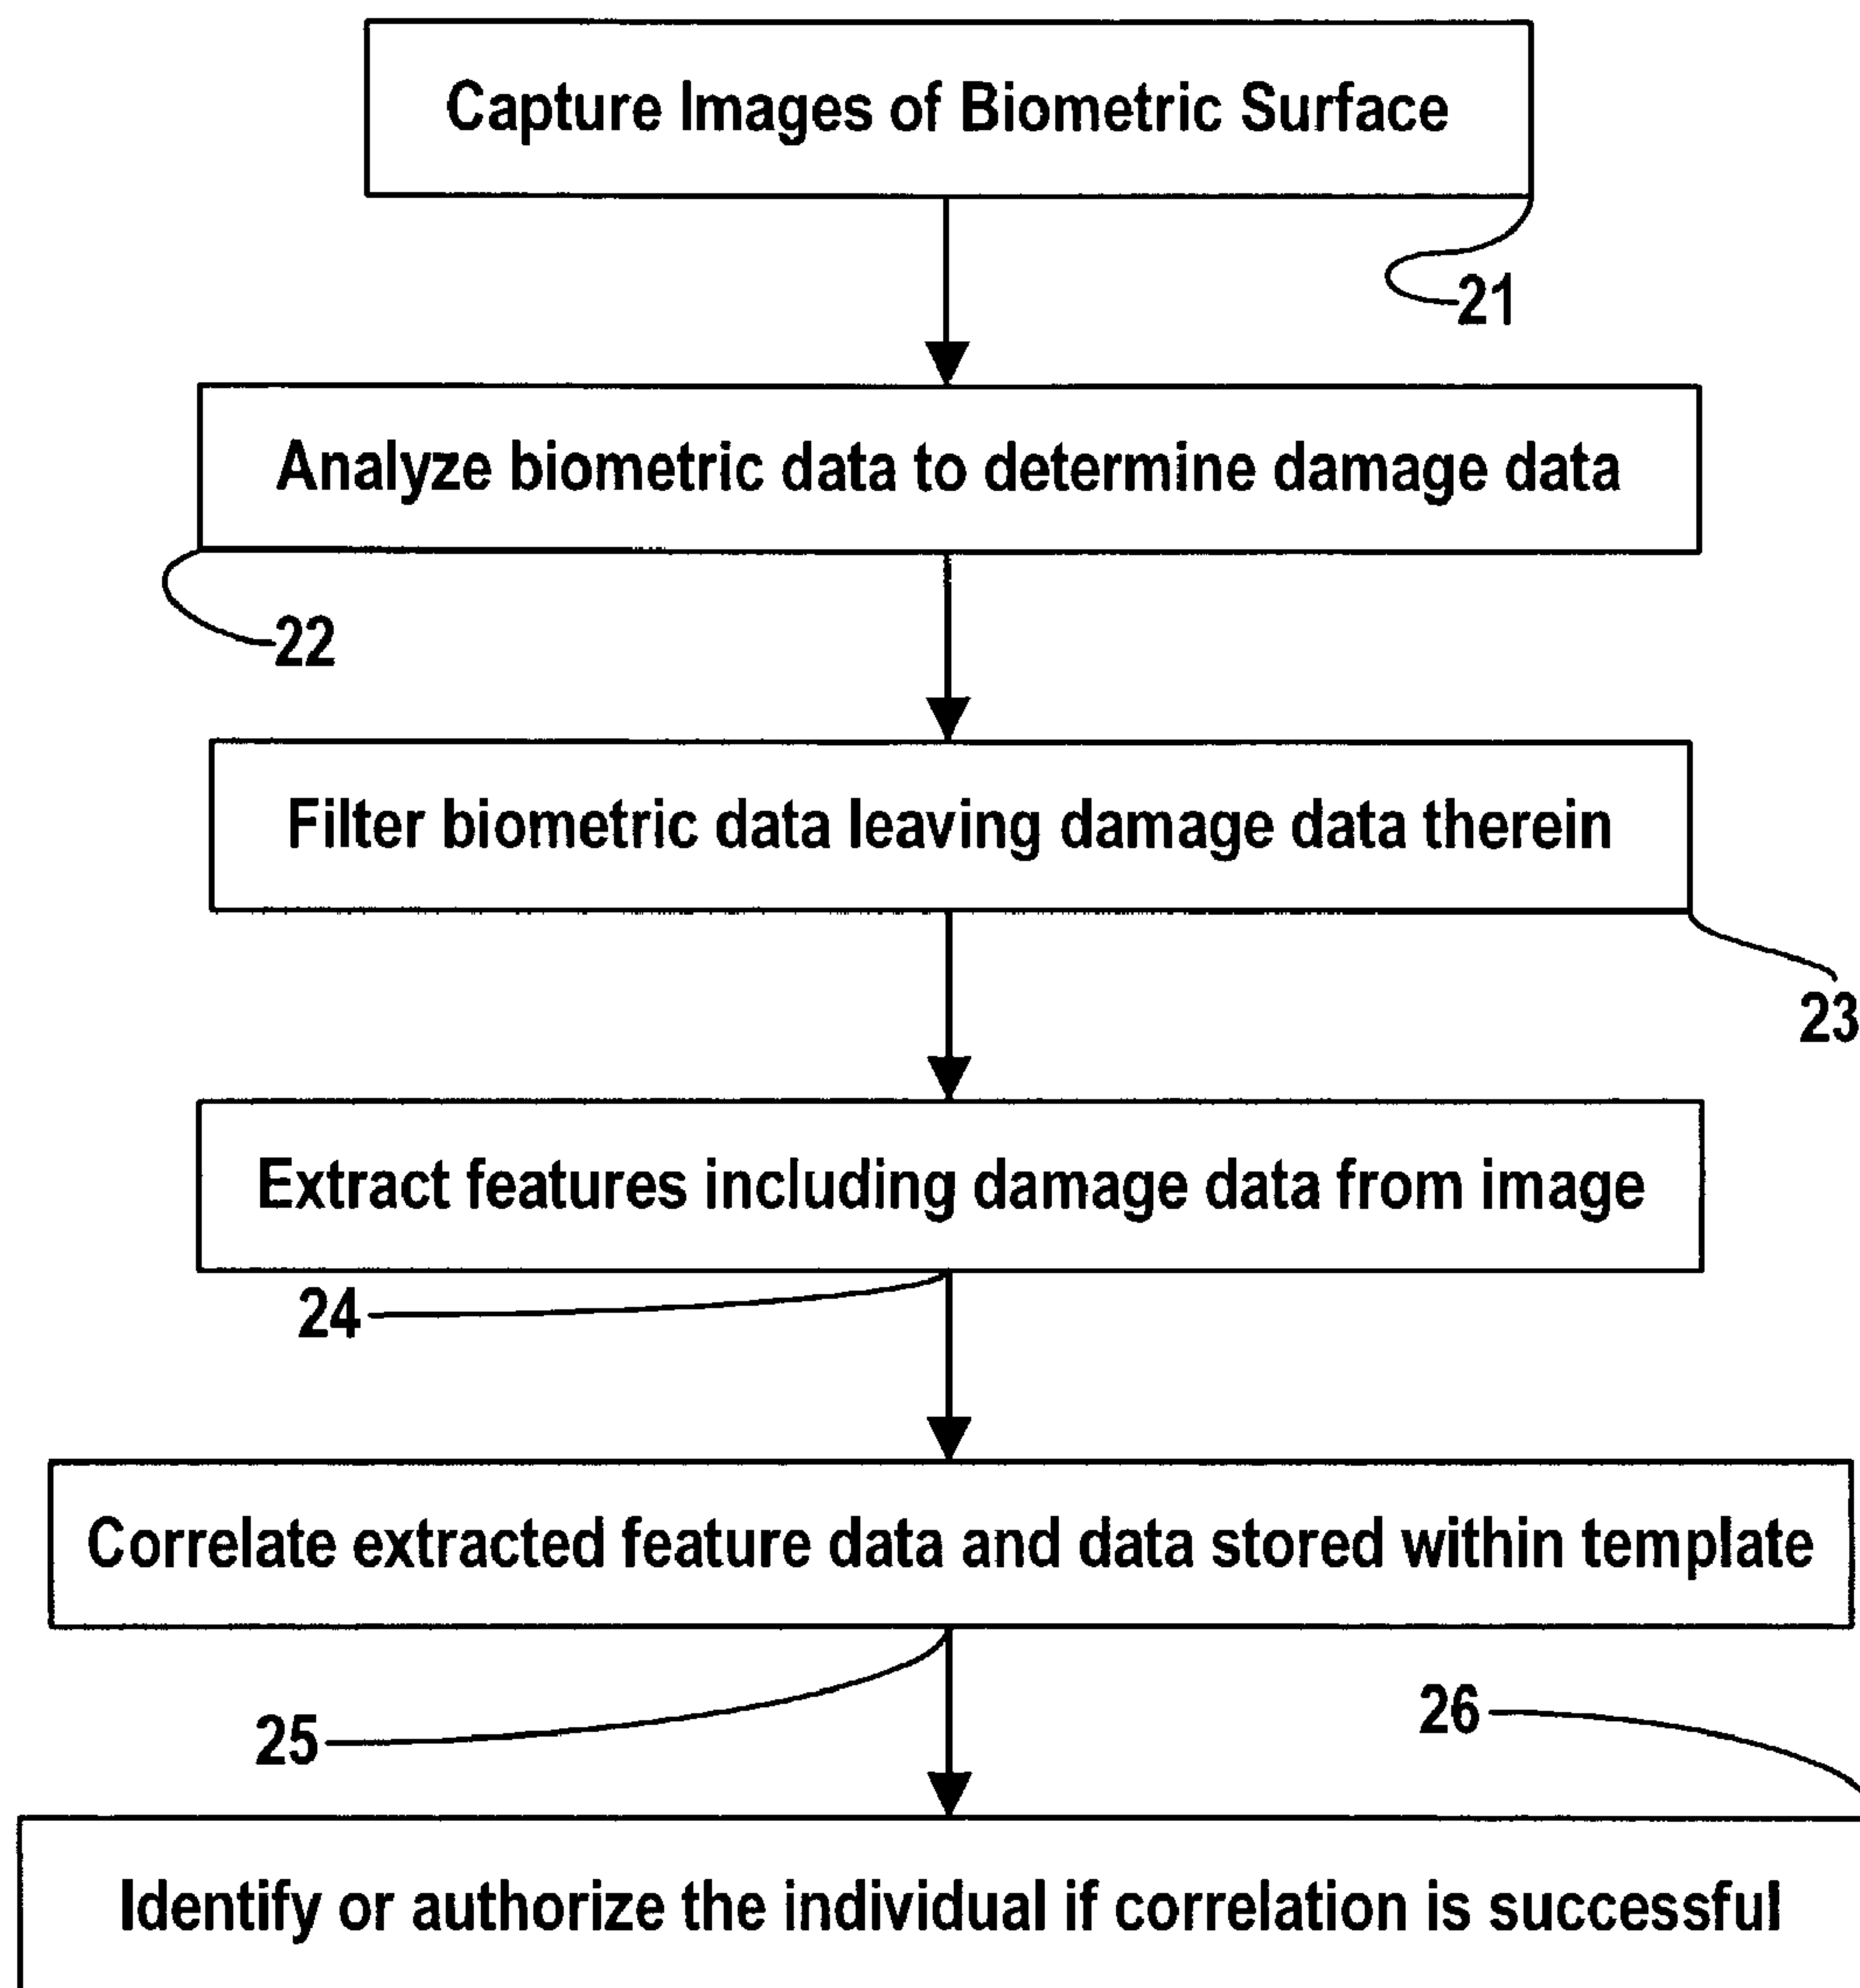 Capture Images of Biometric Surface
21
Analyze biometric data to determine damage data
22
Filter biometric data leaving damage data therein
23
Extract features including damage data from image
24
Correlate extracted feature data and data stored within template
25
26
Identify or authorize the individual if correlation is successful